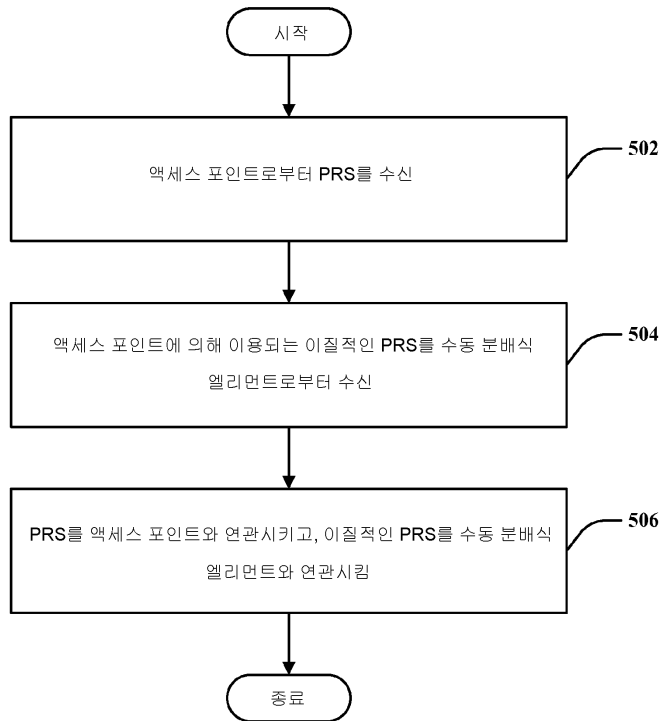 시작
액세스 포인트로부터 PRS를 수신
502
액세스 포인트에 의해 이용되는 이질적인 PRS를 수동 분배식
엘리먼트로부터 수신
504
PRS를 액세스 포인트와 연관시키고, 이질적인 PRS를 수동 분배식
엘리먼트와 연관시킴
506
종료